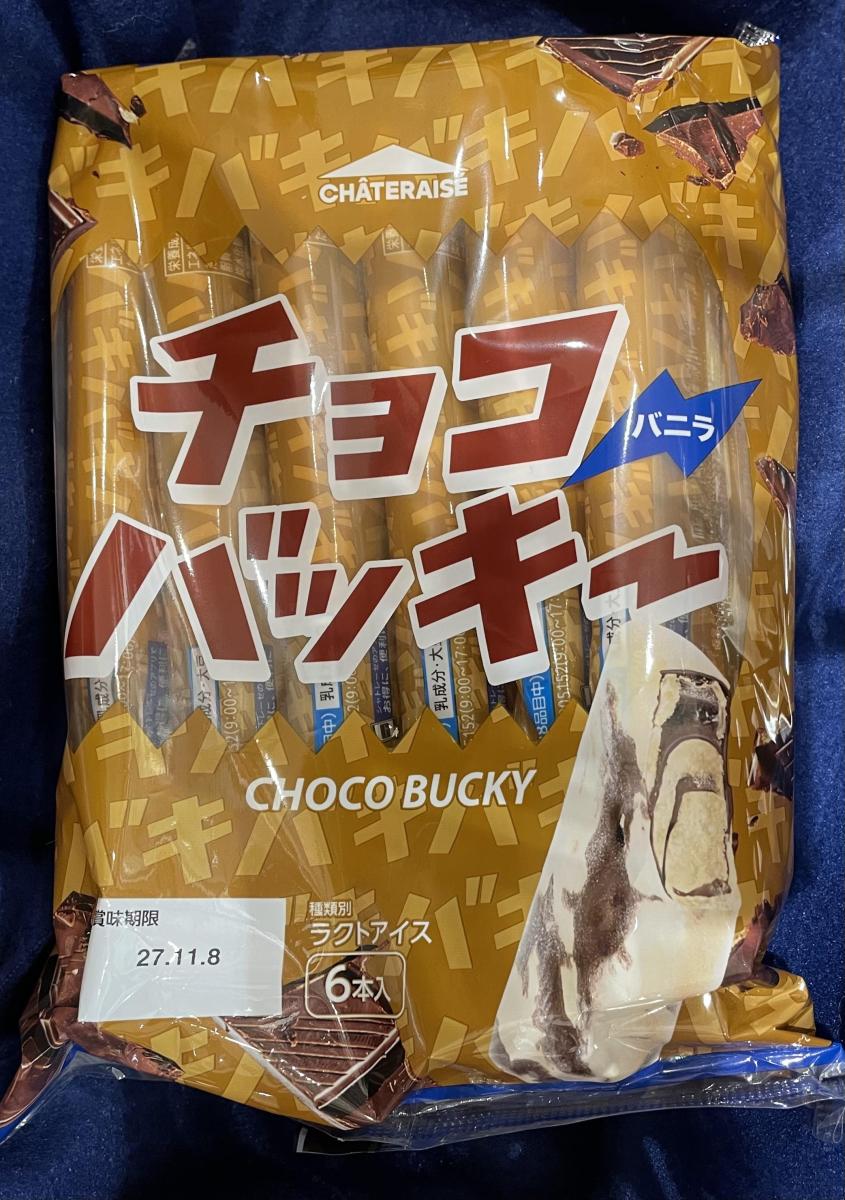 CHÂTERAISÉ
チョコ
バニラ
バッキー
CHOCO BUCKY
賞味期限
27.11.8
種類別
ラクトアイス
6本入